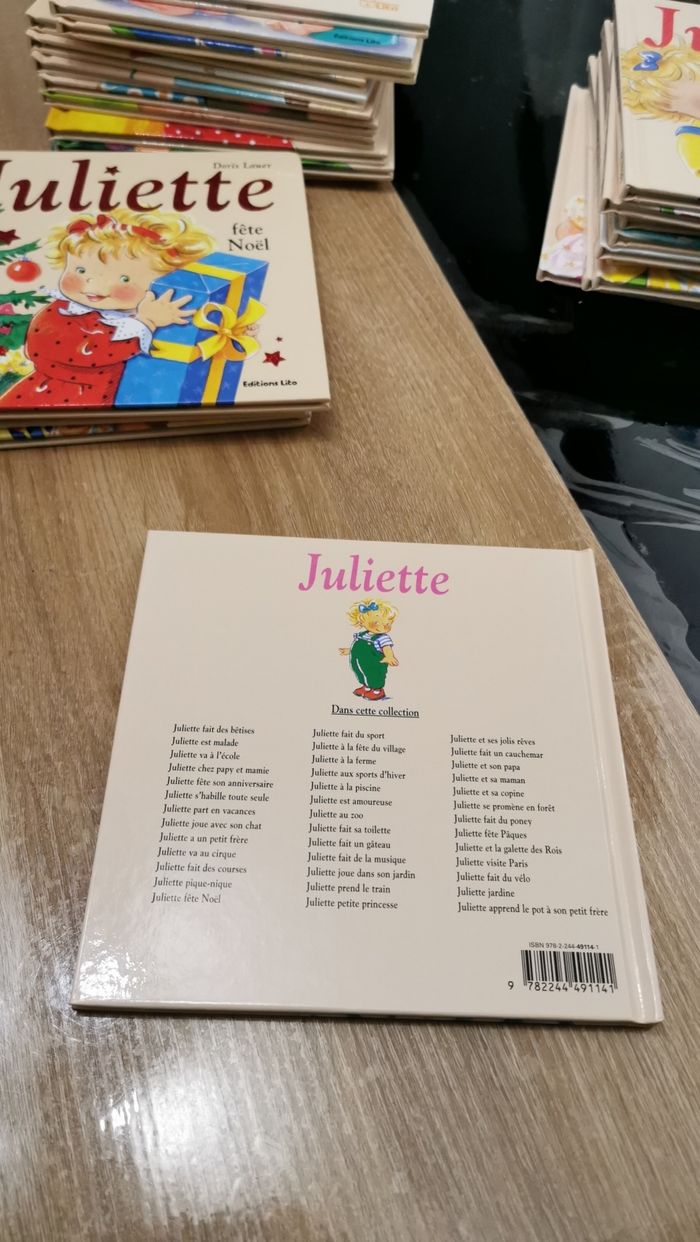 Editions Lito
Ju
Doris Lauer
Juliette
fête
Noël
Editions Lito
Juliette
Dans cette collection
Juliette fait des bêtises
Juliette est malade
Juliette va à l'école
Juliette chez papy et mamie
Juliette fête son anniversaire
Juliette s'habille toute seule
Juliette part en vacances
Juliette joue avec son chat
Juliette a un petit frère
Juliette va au cirque
Juliette fait des courses
Juliette pique-nique
Juliette fête Noël
Juliette fait du sport
Juliette à la fête du village
Juliette à la ferme
Juliette aux sports d'hiver
Juliette à la piscine
Juliette est amoureuse
Juliette au zoo
Juliette fait sa toilette
Juliette fait un gâteau
Juliette fait de la musique
Juliette joue dans son jardin
Juliette prend le train
Juliette petite princesse
Juliette et ses jolis rêves
Juliette fait un cauchemar
Juliette et son papa
Juliette et sa maman
Juliette et sa copine
Juliette se promène en forêt
Juliette fait du poney
Juliette fête Pâques
Juliette et la galette des Rois
Juliette visite Paris
Juliette fait du vélo
Juliette jardine
Juliette apprend le pot à son petit frère
ISBN 978-2-244-49114-1
9 782244 491141